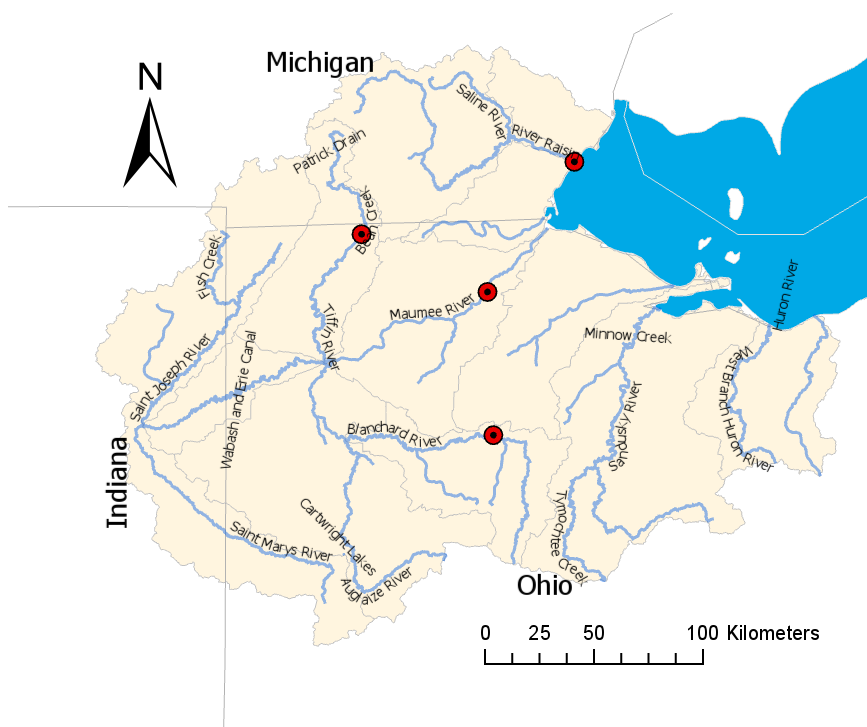 Michigan
N
Saline River
River Raisin
Patrick Drain
Bean Creek
Fish Creek
Huron River
Tiffin River
Maumee River
Minnow Creek
Saint Joseph River
Wabash and Erie Canal
West Branch Huron River
Sandusky River
Blanchard River
Indiana
Cartwright Lakes
Tymochtee Creek
Saint Marys River
Auglaize River
Ohio
0 25 50 100 Kilometers